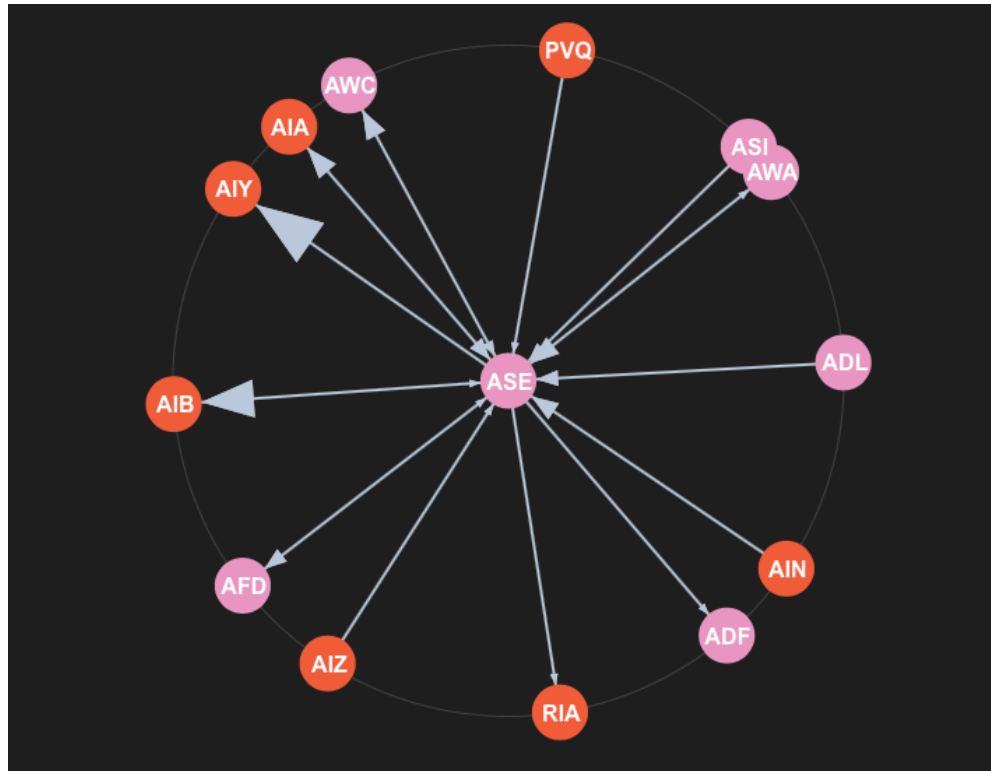 PVQ
AWC
AIA
ASI
AWA
AIY
ADL
ASE
AIB
AIN
AFD
ADF
AIZ
RIA